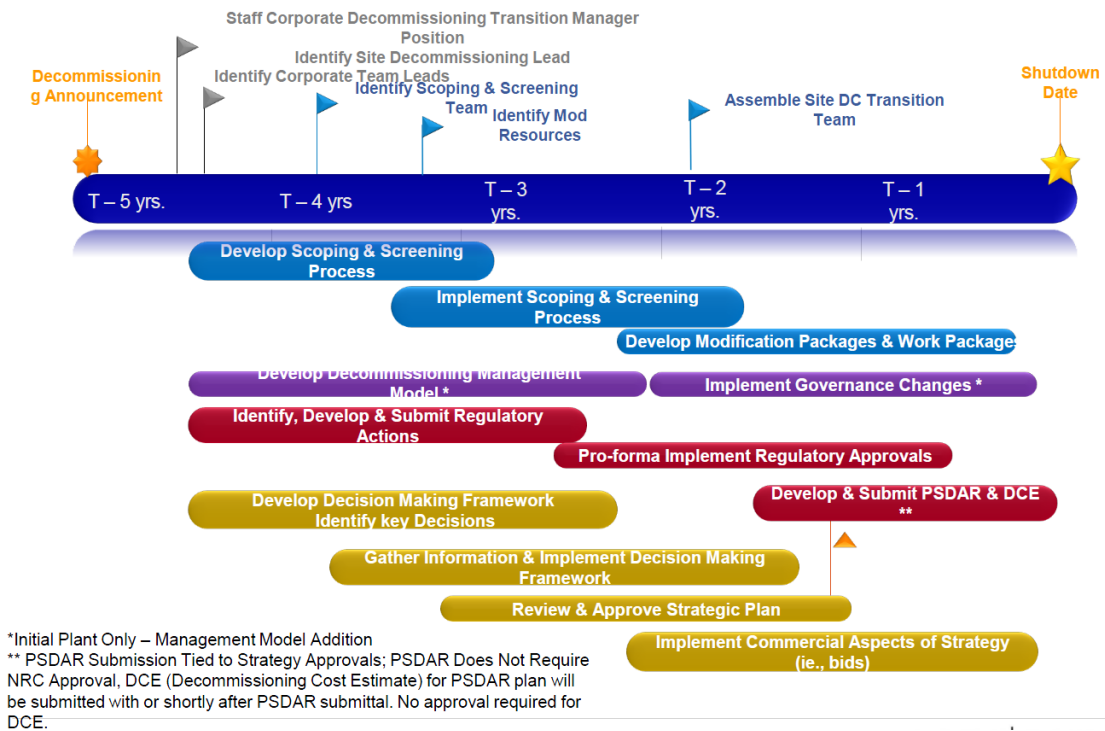 Staff Corporate Decommissioning Transition Manager
Position
Identify Site Decommissioning Lead
Identify Corporate Team Leads
Decommissionin
g Announcement
Identify Scoping & Screening
Team
Identify Mod
Resources
Assemble Site DC Transition
Team
Shutdown
Date
T – 5 yrs.
T – 4 yrs
T – 3
yrs.
T – 2
yrs.
T – 1
yrs.
Develop Scoping & Screening
Process
Implement Scoping & Screening
Process
Develop Modification Packages & Work Packages
Develop Decommissioning Management
Model *
Implement Governance Changes *
Identify, Develop & Submit Regulatory
Actions
Pro-forma Implement Regulatory Approvals
Develop & Submit PSDAR & DCE
**
Develop Decision Making Framework
Identify key Decisions
Gather Information & Implement Decision Making
Framework
Review & Approve Strategic Plan
Implement Commercial Aspects of Strategy
(ie., bids)
*Initial Plant Only – Management Model Addition
** PSDAR Submission Tied to Strategy Approvals; PSDAR Does Not Require
NRC Approval, DCE (Decommissioning Cost Estimate) for PSDAR plan will
be submitted with or shortly after PSDAR submittal. No approval required for
DCE.